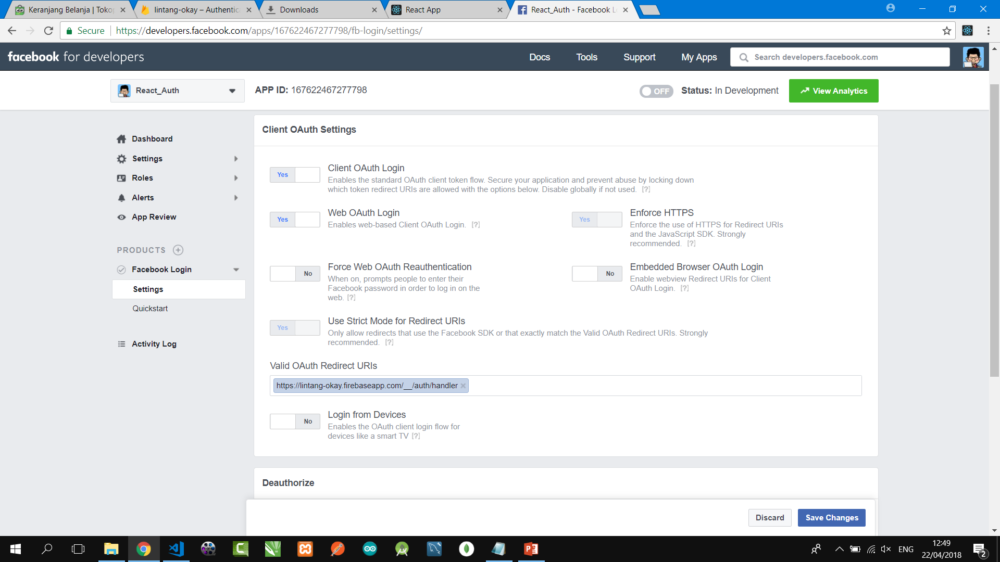 Keranjang Belanja | Toko
lintang-okay – Authentic
Downloads
React App
React_Auth - Facebook L
Secure
https://developers.facebook.com/apps/167622467277798/fb-login/settings/
facebook for developers
Docs
Tools
Support
My Apps
Search developers.facebook.com
React_Auth
APP ID: 167622467277798
OFF
Status: In Development
View Analytics
Dashboard
Settings
Roles
Alerts
App Review
PRODUCTS
Facebook Login
Settings
Quickstart
Activity Log
Client OAuth Settings
Yes
Client OAuth Login
Enables the standard OAuth client token flow. Secure your application and prevent abuse by locking down
which token redirect URIs are allowed with the options below. Disable globally if not used. [?]
Yes
Web OAuth Login
Enables web-based Client OAuth Login. [?]
Yes
Enforce HTTPS
Enforce the use of HTTPS for Redirect URIs
and the JavaScript SDK. Strongly
recommended. [?]
No
Force Web OAuth Reauthentication
When on, prompts people to enter their
Facebook password in order to log in on the
web. [?]
No
Embedded Browser OAuth Login
Enable webview Redirect URIs for Client
OAuth Login. [?]
Yes
Use Strict Mode for Redirect URIs
Only allow redirects that use the Facebook SDK or that exactly match the Valid OAuth Redirect URIs. Strongly
recommended. [?]
Valid OAuth Redirect URIs
https://lintang-okay.firebaseapp.com/__/auth/handler
No
Login from Devices
Enables the OAuth client login flow for
devices like a smart TV [?]
Deauthorize
Discard
Save Changes
ENG
12:49
22/04/2018
2